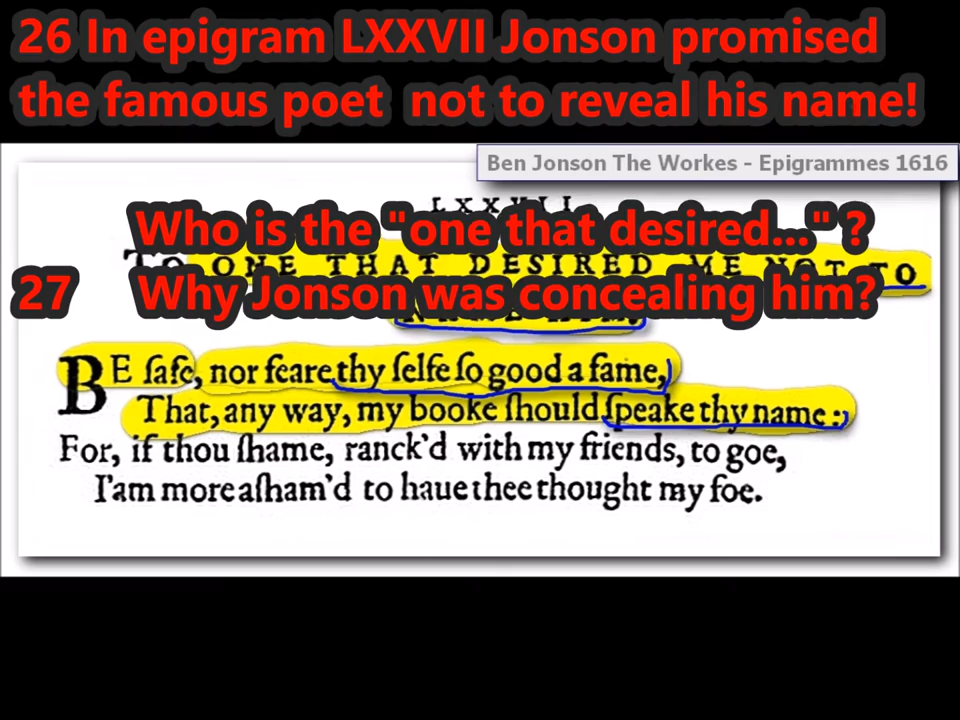 26 In epigram LXXVII Jonson promised
the famous poet not to reveal his name!
Ben Jonson The Workes - Epigrammes 1616
LXXVII.
Who is the "one that desired..." ?
TO ONE THAT DESIRED ME NOT TO
27 Why Jonson was concealing him?
BE ſafe, nor feare thy ſelfe ſo good a fame,
That, any way, my booke ſhould ſpeake thy name:
For, if thou ſhame, ranck'd with my friends, to goe,
I'am more aſham'd to haue thee thought my foe.